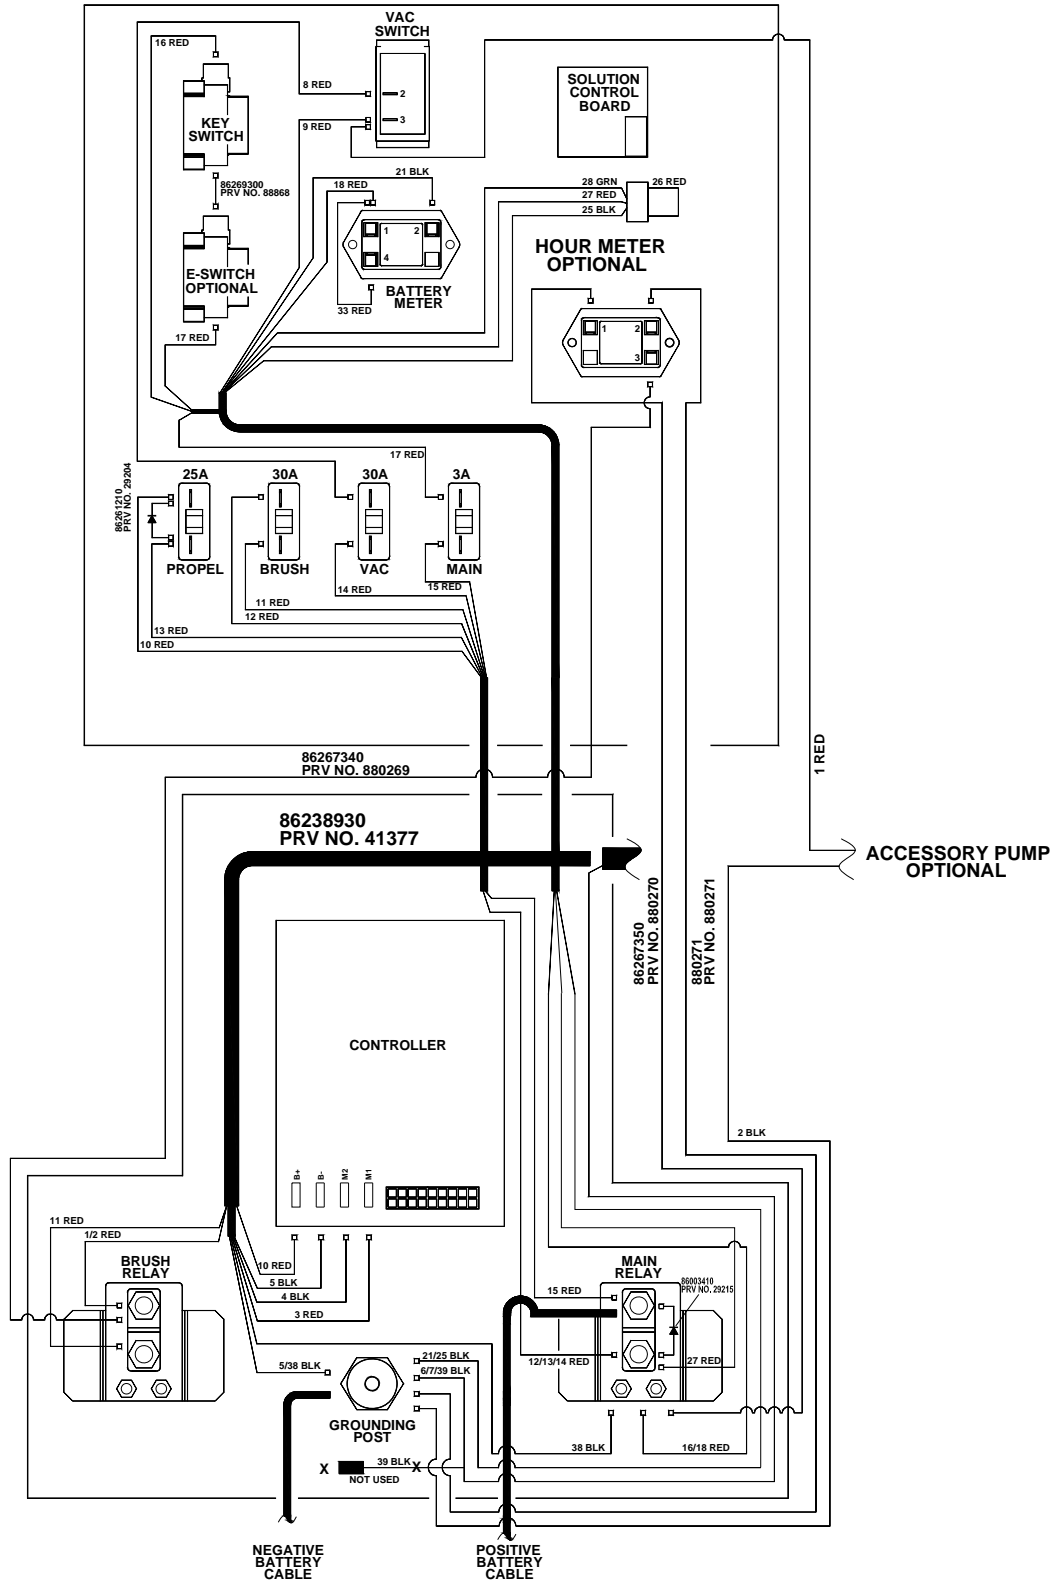 VAC
SWITCH
16 RED
8 RED
2
3
9 RED
SOLUTION
CONTROL
BOARD
KEY
SWITCH
86269300
PRV NO. 88868
21 BLK
18 RED
28 GRN
27 RED
25 BLK
26 RED
1
2
4
BATTERY
METER
33 RED
E-SWITCH
OPTIONAL
HOUR METER
OPTIONAL
1
2
3
17 RED
17 RED
86261210
PRV NO. 29204
25A
30A
30A
3A
PROPEL
BRUSH
VAC
MAIN
14 RED
15 RED
11 RED
12 RED
13 RED
10 RED
86267340
PRV NO. 880269
1 RED
86238930
PRV NO. 41377
ACCESSORY PUMP
OPTIONAL
86267350
PRV NO. 880270
880271
PRV NO. 880271
CONTROLLER
2 BLK
B+
B-
M2
M1
11 RED
1/2 RED
BRUSH
RELAY
10 RED
5 BLK
4 BLK
3 RED
MAIN
RELAY
86003410
PRV NO. 29215
15 RED
12/13/14 RED
27 RED
5/38 BLK
21/25 BLK
6/7/39 BLK
GROUNDING
POST
38 BLK
16/18 RED
X
39 BLK
X
NOT USED
NEGATIVE
BATTERY
CABLE
POSITIVE
BATTERY
CABLE